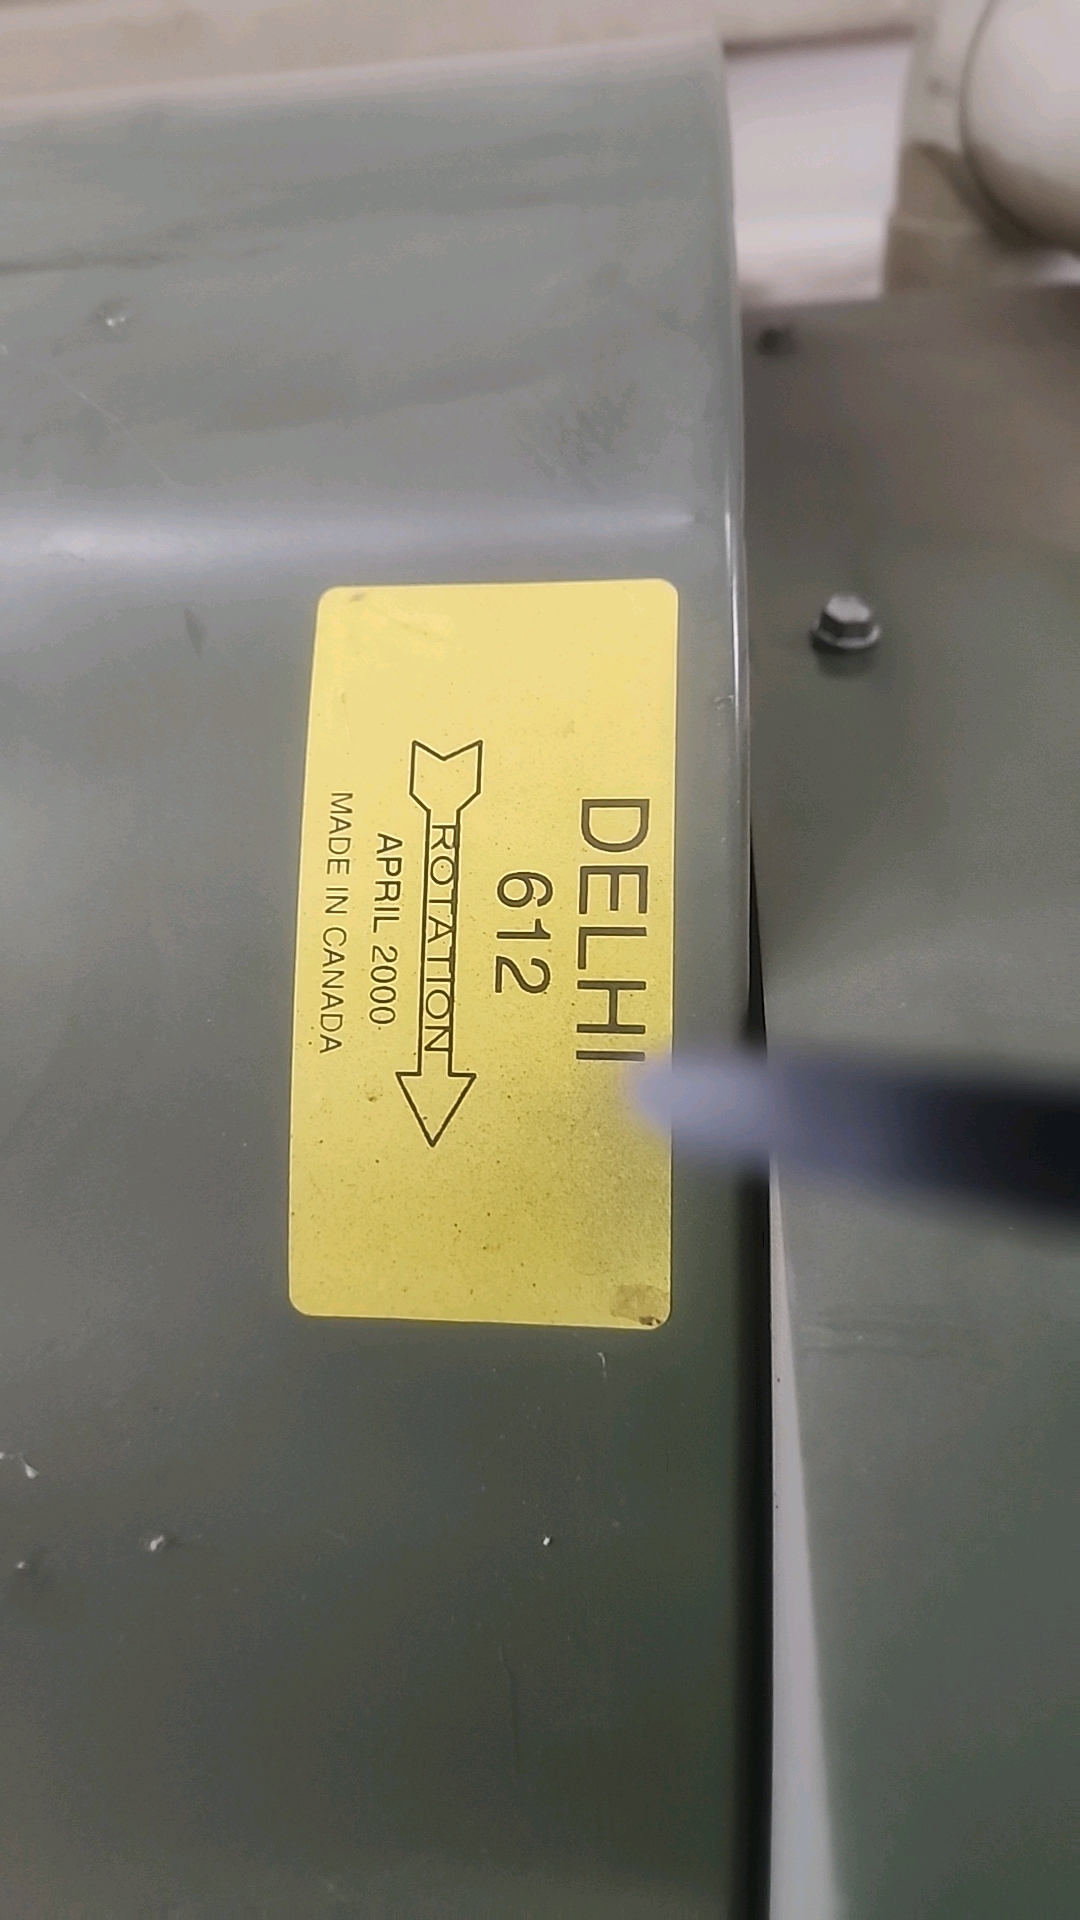 DELHI
612
ROTATION
APRIL 2000
MADE IN CANADA